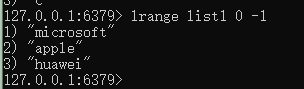 3) "c"
127.0.0.1:6379> lrange list1 0 -1
1) "microsoft"
2) "apple"
3) "huawei"
127.0.0.1:6379>